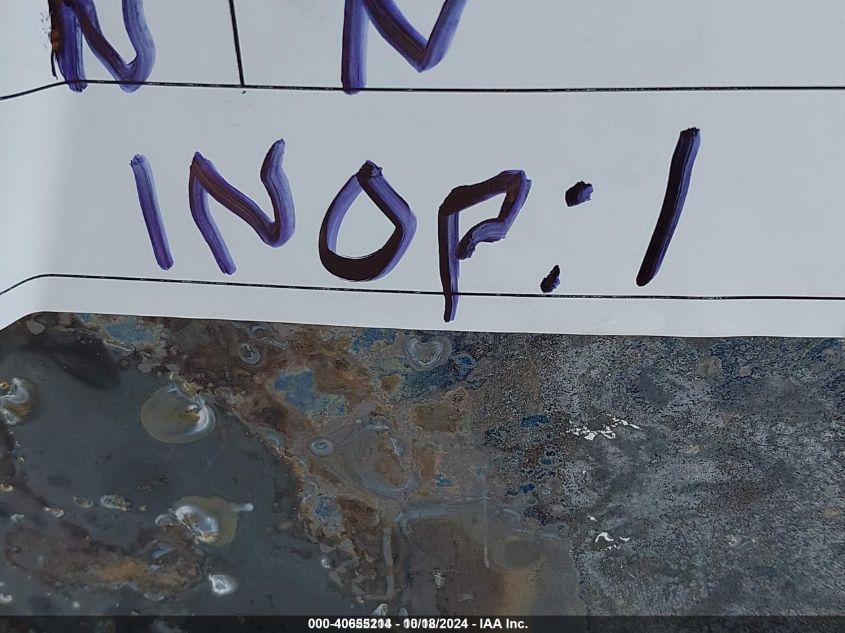 N N
INOP: 1
000-40655214 - 10/18/2024 - IAA Inc.